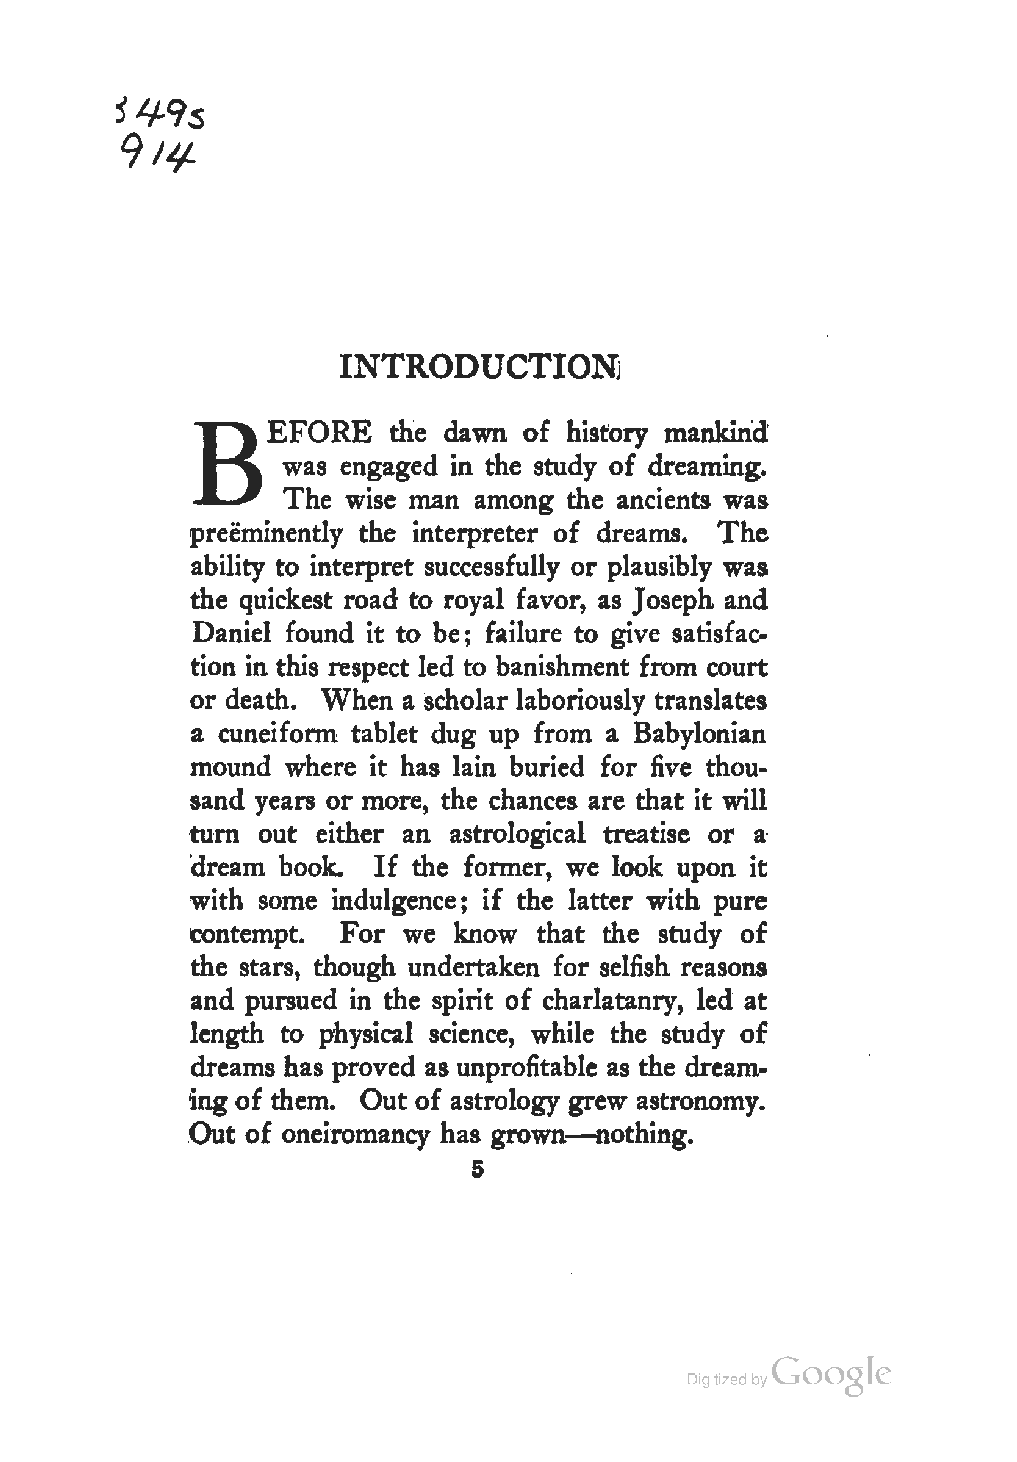 349s
914
INTRODUCTION
BEFORE the dawn of history mankind
was engaged in the study of dreaming.
The wise man among the ancients was
preëminently the interpreter of dreams. The
ability to interpret successfully or plausibly was
the quickest road to royal favor, as Joseph and
Daniel found it to be; failure to give satisfac-
tion in this respect led to banishment from court
or death. When a scholar laboriously translates
a cuneiform tablet dug up from a Babylonian
mound where it has lain buried for five thou-
sand years or more, the chances are that it will
turn out either an astrological treatise or a
dream book. If the former, we look upon it
with some indulgence; if the latter with pure
contempt. For we know that the study of
the stars, though undertaken for selfish reasons
and pursued in the spirit of charlatanry, led at
length to physical science, while the study of
dreams has proved as unprofitable as the dream-
ing of them. Out of astrology grew astronomy.
Out of oneiromancy has grown—nothing.
5
Digitized by Google